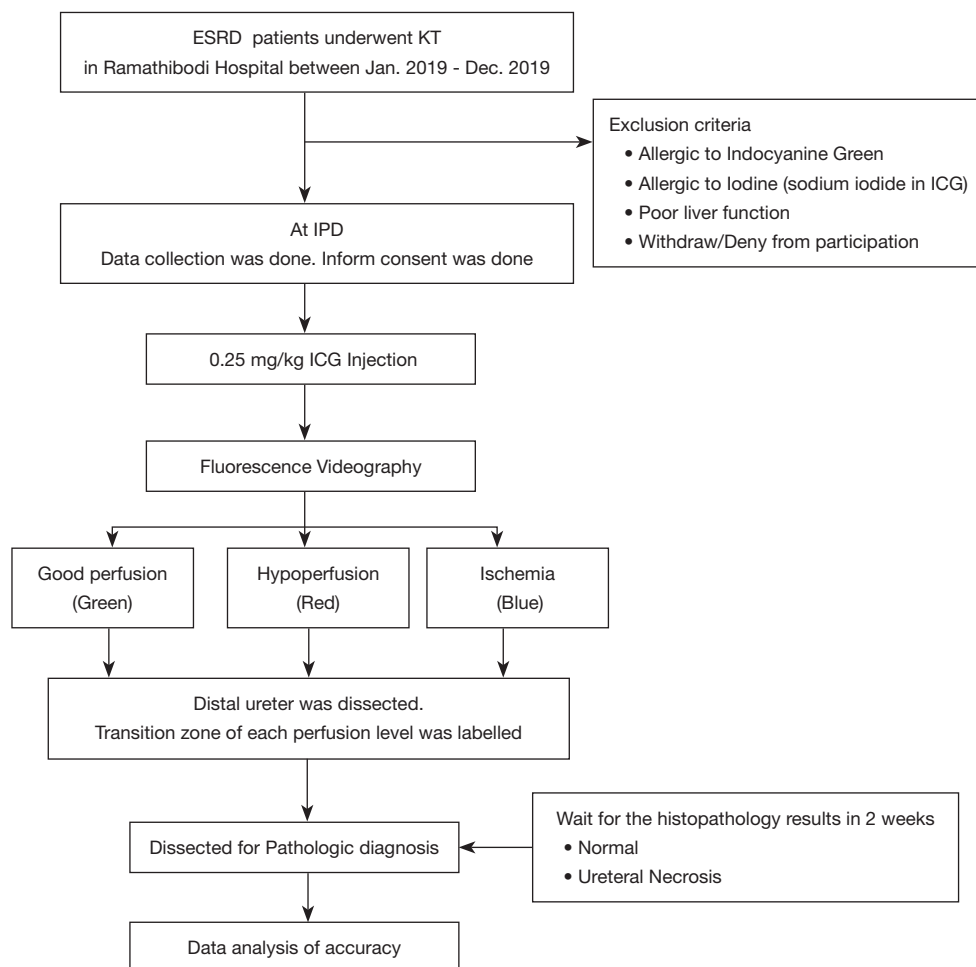 ESRD patients underwent KT
in Ramathibodi Hospital between Jan. 2019 - Dec. 2019
Exclusion criteria
• Allergic to Indocyanine Green
• Allergic to Iodine (sodium iodide in ICG)
• Poor liver function
• Withdraw/Deny from participation
At IPD
Data collection was done. Inform consent was done
0.25 mg/kg ICG Injection
Fluorescence Videography
Good perfusion
(Green)
Hypoperfusion
(Red)
Ischemia
(Blue)
Distal ureter was dissected.
Transition zone of each perfusion level was labelled
Wait for the histopathology results in 2 weeks
• Normal
• Ureteral Necrosis
Dissected for Pathologic diagnosis
Data analysis of accuracy